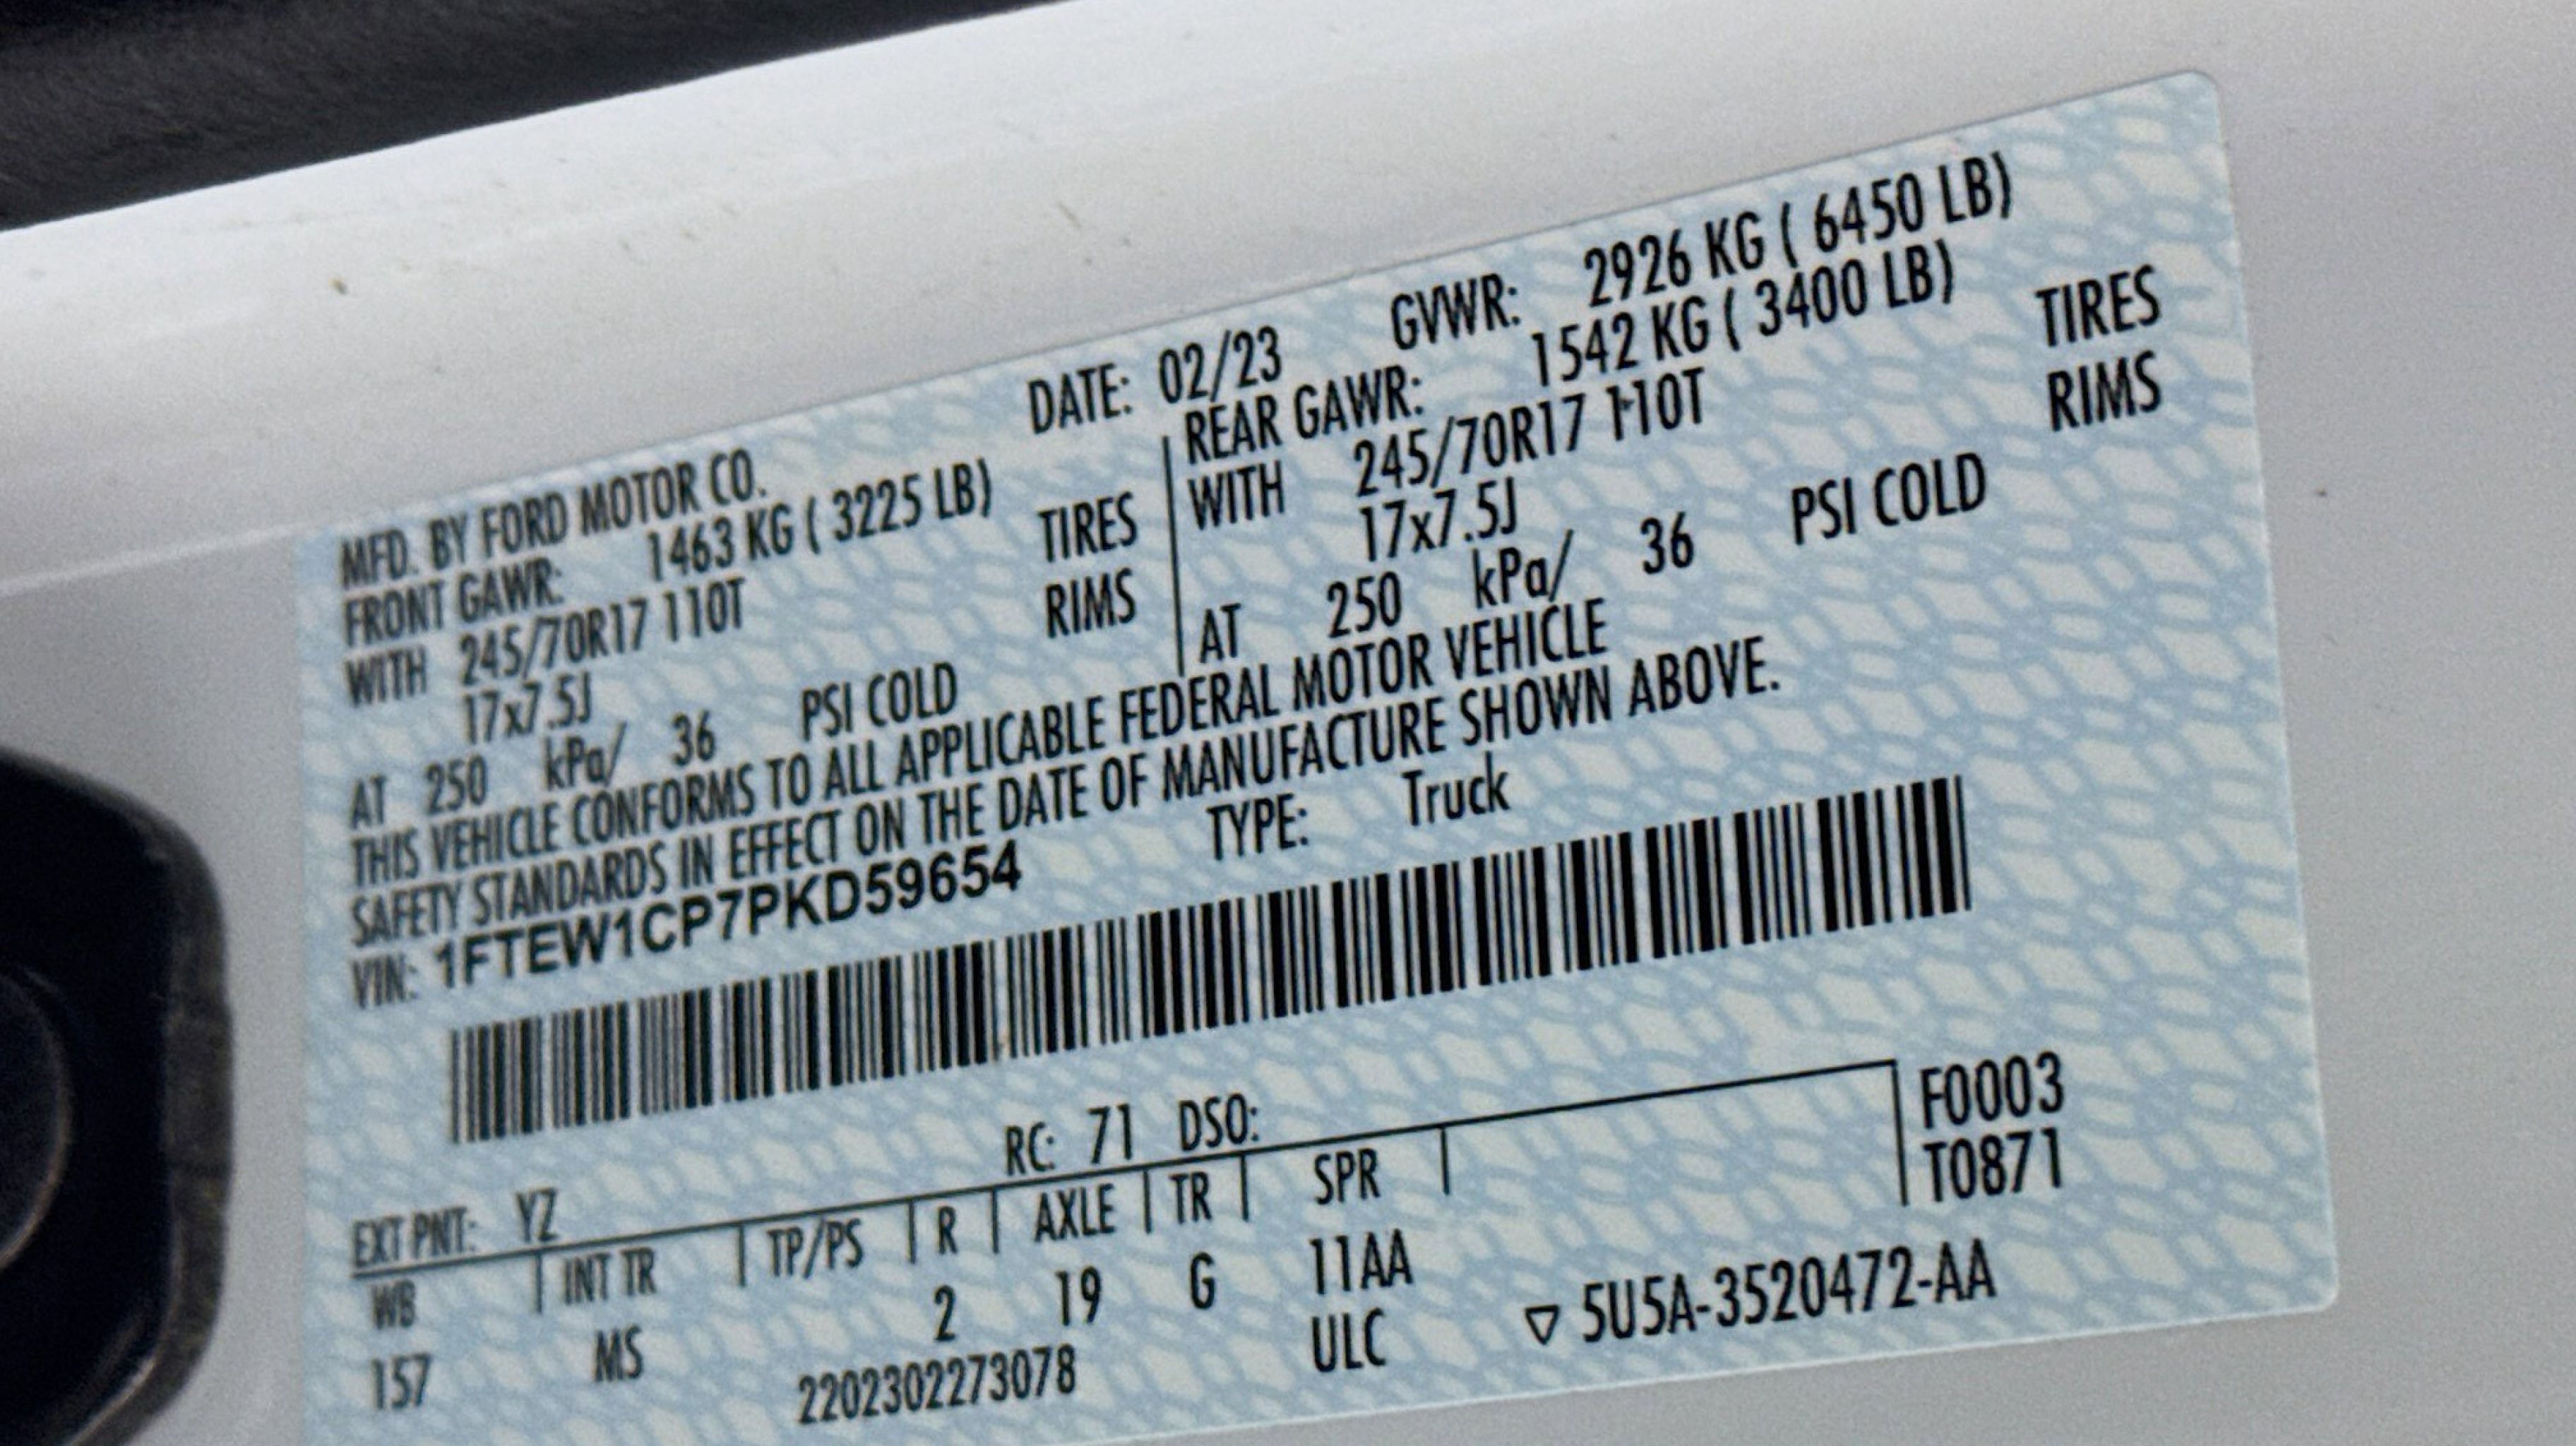 MFD. BY FORD MOTOR CO. DATE: 02/23 GVWR: 2926 KG ( 6450 LB)
FRONT GAWR: 1463 KG ( 3225 LB) REAR GAWR: 1542 KG ( 3400 LB)
WITH 245/70R17 110T TIRES WITH 245/70R17 110T TIRES
17x7.5J RIMS 17x7.5J RIMS
AT 250 kPa/ 36 PSI COLD AT 250 kPa/ 36 PSI COLD
THIS VEHICLE CONFORMS TO ALL APPLICABLE FEDERAL MOTOR VEHICLE
SAFETY STANDARDS IN EFFECT ON THE DATE OF MANUFACTURE SHOWN ABOVE.
VIN: 1FTEW1CP7PKD59654 TYPE: Truck
EXT PNT: YZ RC: 71 DSO: F0003
WB INT TR TP/PS R AXLE TR SPR T0871
157 MS 2 19 G 11AA
2202302273078 ULC ▽ 5U5A-3520472-AA